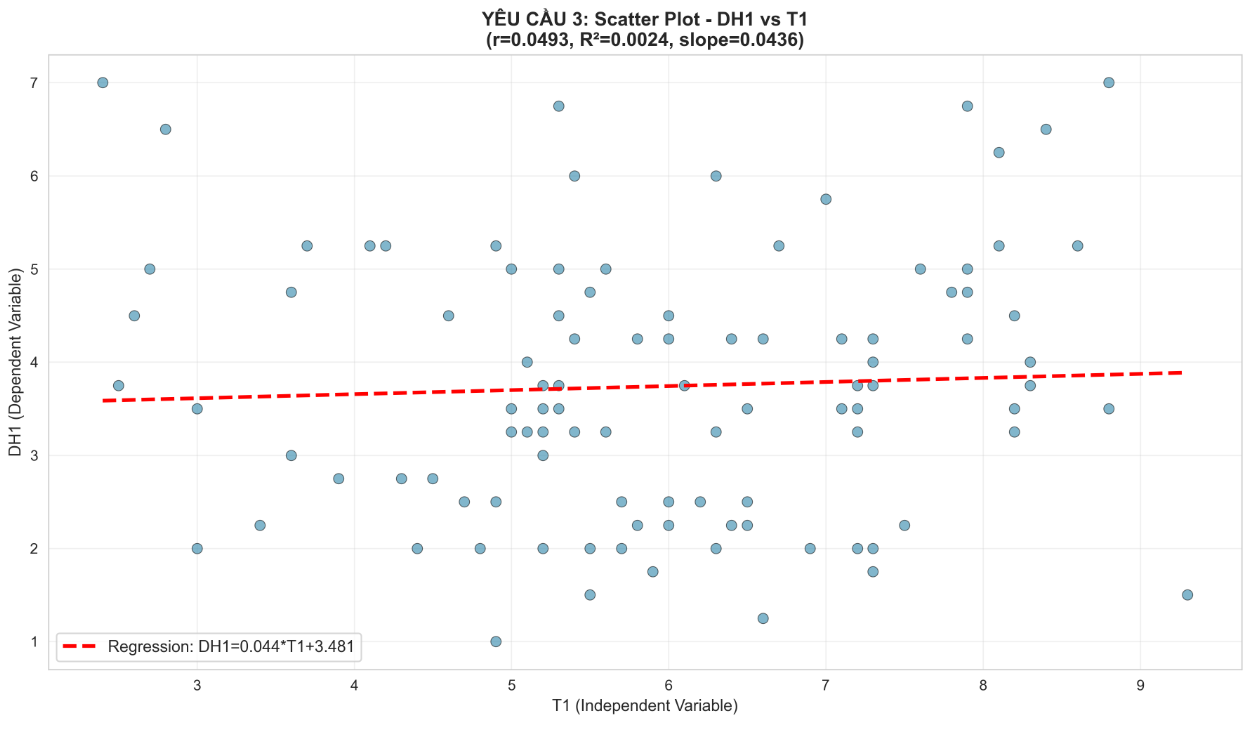 YÊU CẦU 3: Scatter Plot - DH1 vs T1
(r=0.0493, R²=0.0024, slope=0.0436)
DH1 (Dependent Variable)
7
6
5
4
3
2
1
Regression: DH1=0.044*T1+3.481
3 4 5 6 7 8 9
T1 (Independent Variable)